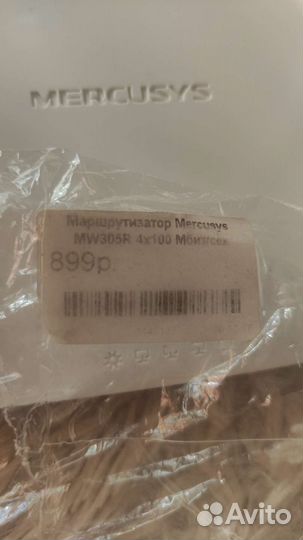 MERCUSYS
Маршрутизатор Mercusys
MW305R 4x100 Мбит/сек
899р.
Avito